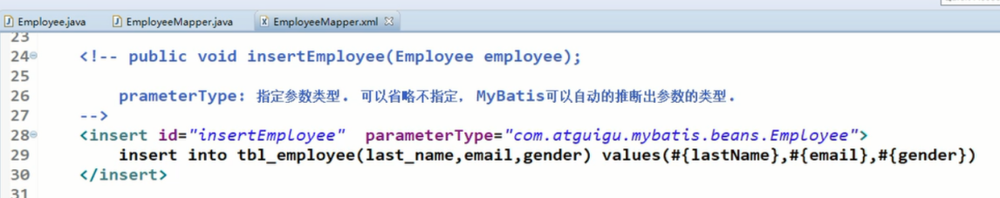 Employee.java
EmployeeMapper.java
EmployeeMapper.xml
23
24 <!-- public void insertEmployee(Employee employee);
25
26 prameterType: 指定参数类型. 可以省略不指定, MyBatis可以自动的推断出参数的类型.
27 -->
28 <insert id="insertEmployee" parameterType="com.atguigu.mybatis.beans.Employee">
29 insert into tbl_employee(last_name,email,gender) values(#{lastName},#{email},#{gender})
30 </insert>
31